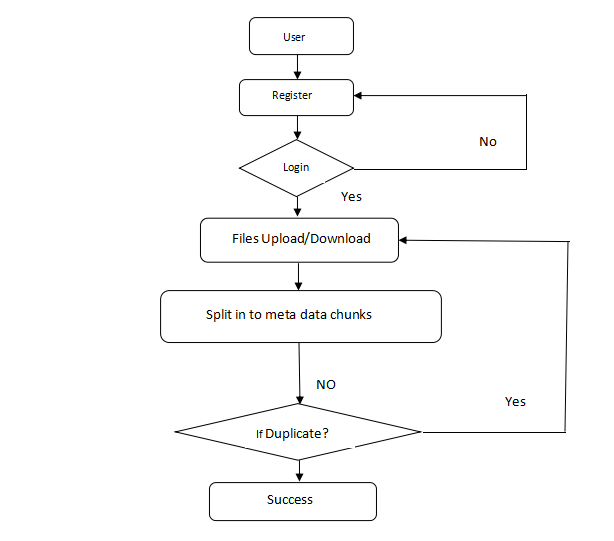 User
Register
No
Login
Yes
Files Upload/Download
Split in to meta data chunks
NO
Yes
If Duplicate?
Success